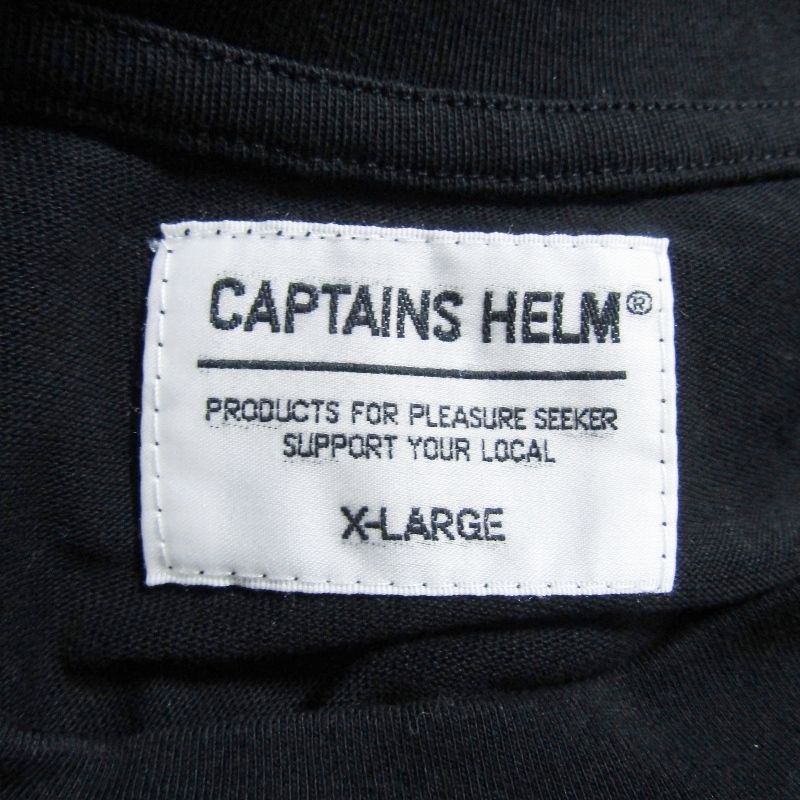 CAPTAINS HELM®
PRODUCTS FOR PLEASURE SEEKER
SUPPORT YOUR LOCAL
X-LARGE